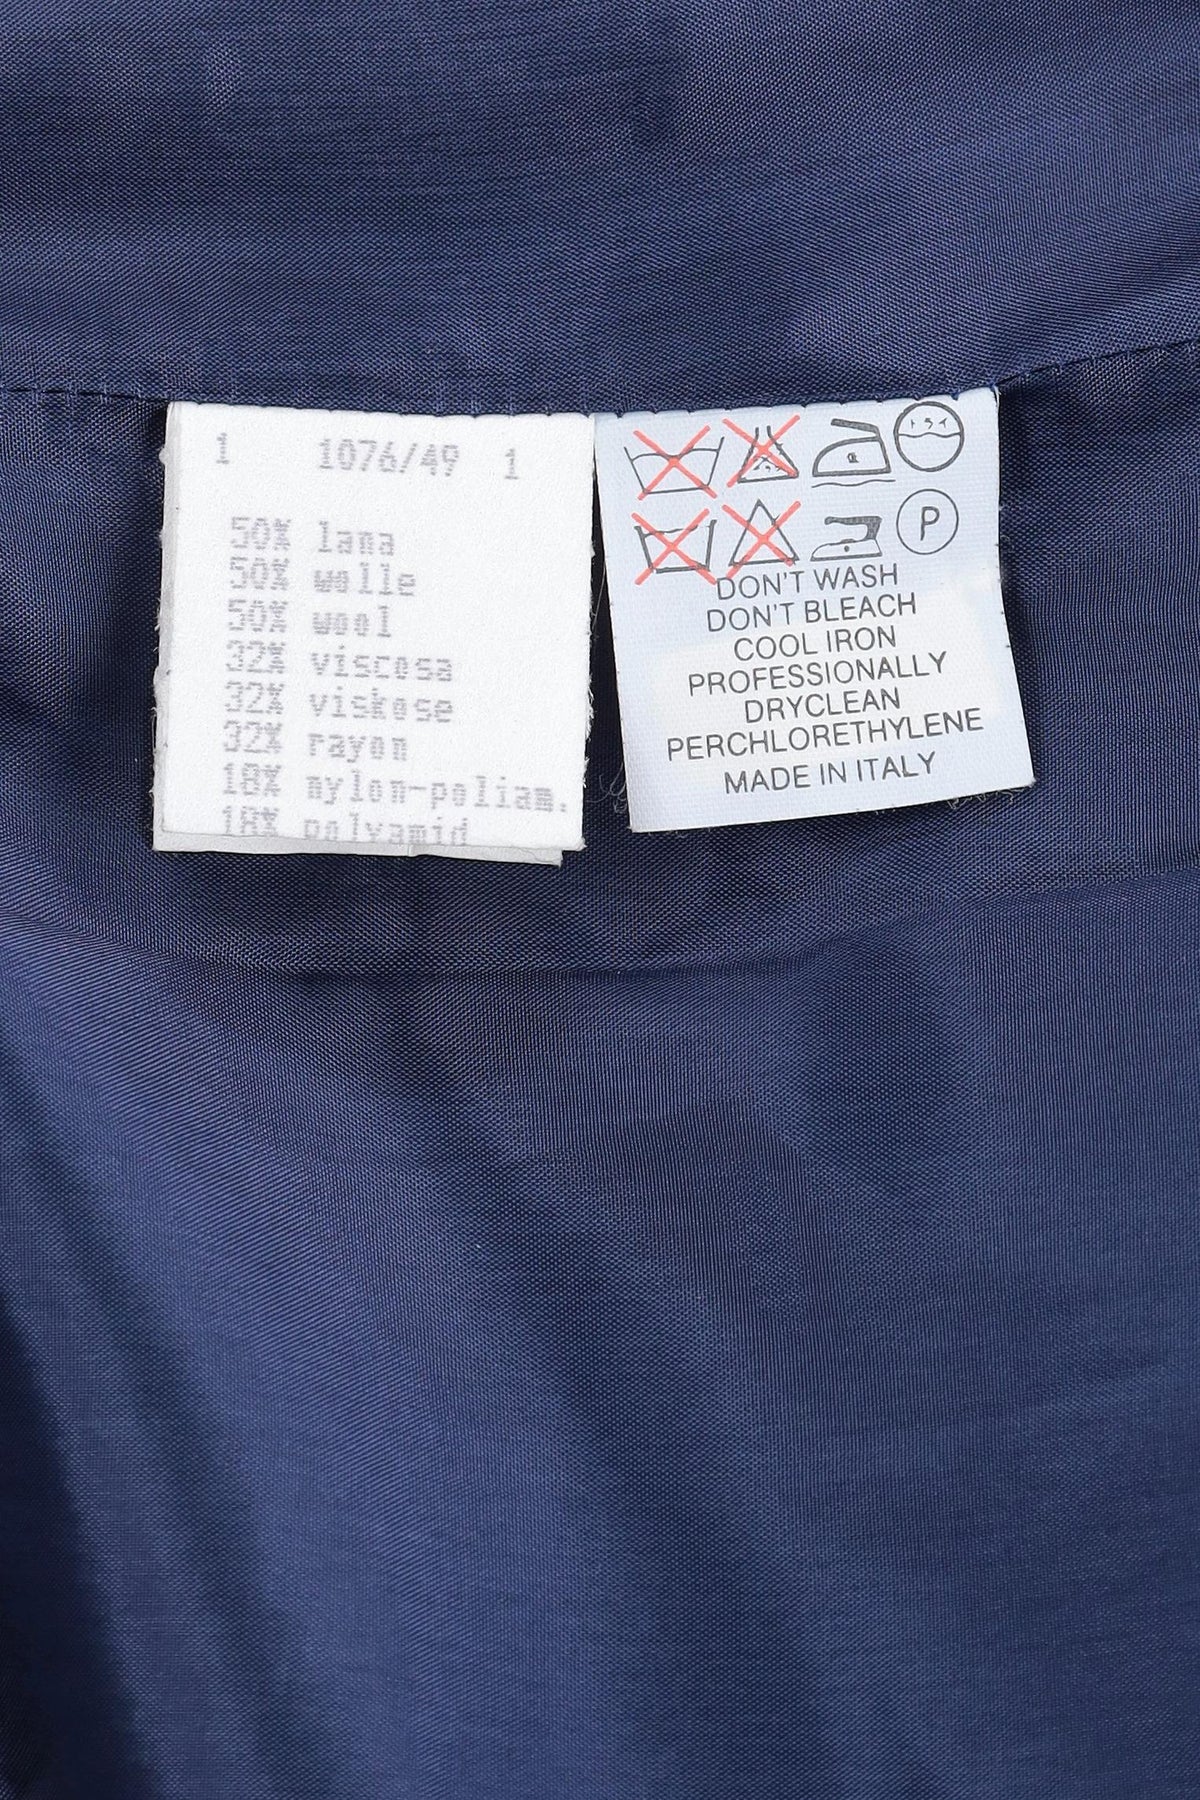 1 1076/49 1
50% lana
50% wolle
50% wool
32% viscosa
32% viskose
32% rayon
18% nylon-poliam.
18% polyamid
P
DON'T WASH
DON'T BLEACH
COOL IRON
PROFESSIONALLY
DRYCLEAN
PERCHLORETHYLENE
MADE IN ITALY